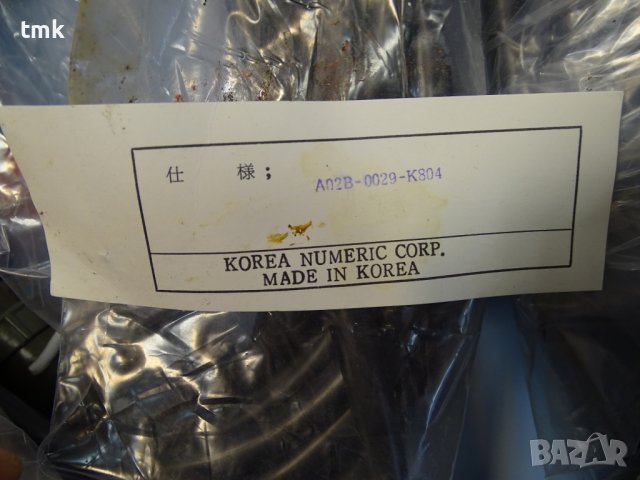 tmk
仕 様 ;
A02B-0029-K804
KOREA NUMERIC CORP.
MADE IN KOREA
BAZAR